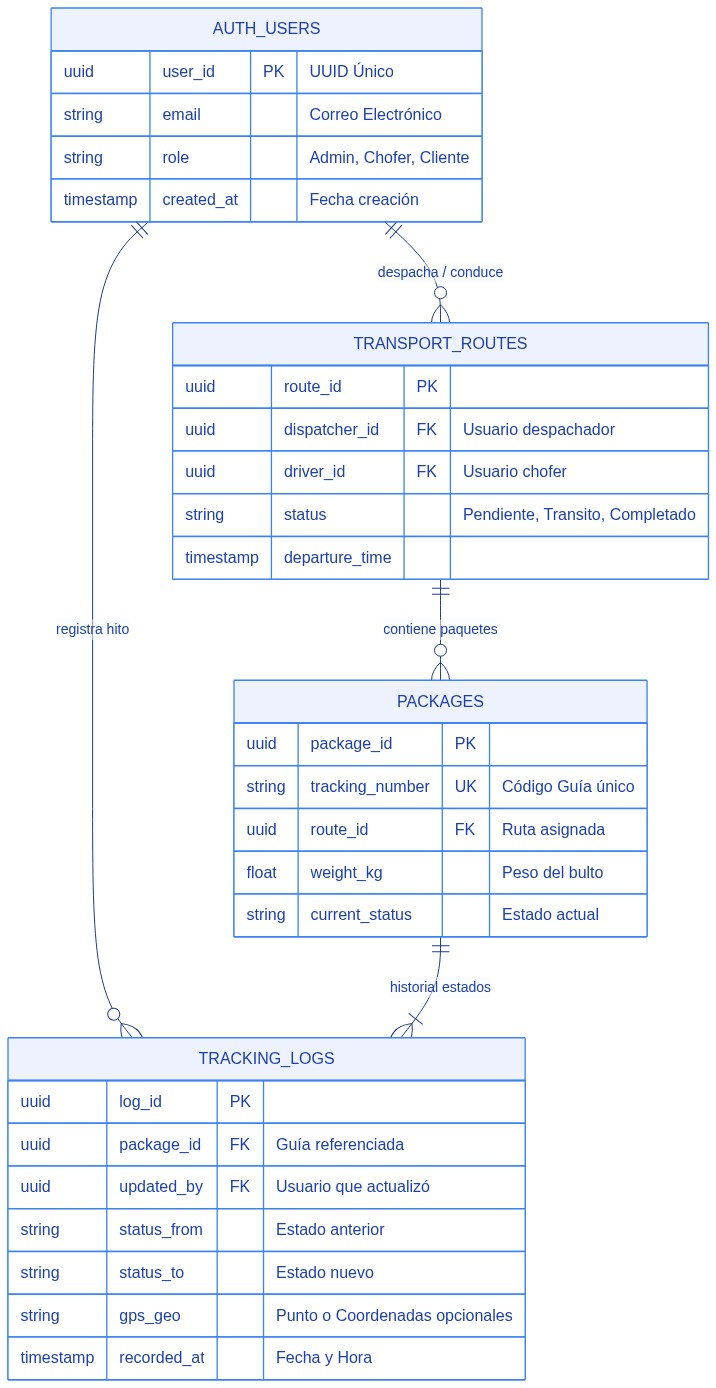 AUTH_USERS
uuid user_id PK UUID Único
string email Correo Electrónico
string role Admin, Chofer, Cliente
timestamp created_at Fecha creación
despacha / conduce
TRANSPORT_ROUTES
uuid route_id PK
uuid dispatcher_id FK Usuario despachador
uuid driver_id FK Usuario chofer
string status Pendiente, Transito, Completado
timestamp departure_time
registra hito
contiene paquetes
PACKAGES
uuid package_id PK
string tracking_number UK Código Guía único
uuid route_id FK Ruta asignada
float weight_kg Peso del bulto
string current_status Estado actual
historial estados
TRACKING_LOGS
uuid log_id PK
uuid package_id FK Guía referenciada
uuid updated_by FK Usuario que actualizó
string status_from Estado anterior
string status_to Estado nuevo
string gps_geo Punto o Coordenadas opcionales
timestamp recorded_at Fecha y Hora